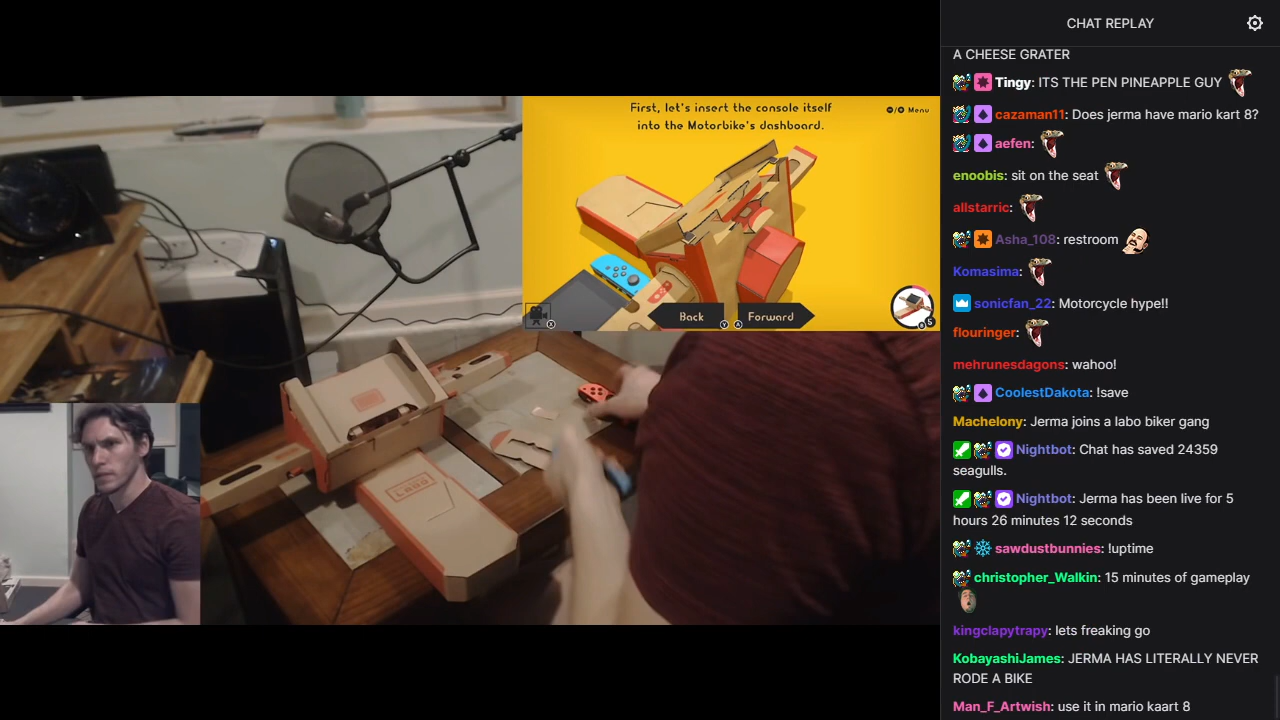 CHAT REPLAY
First, let's insert the console itself
into the Motorbike's dashboard.
Menu
Back
Forward
LABO
A CHEESE GRATER
Tingy: ITS THE PEN PINEAPPLE GUY
cazaman11: Does jerma have mario kart 8?
aefen:
enoobis: sit on the seat
allstarric:
Asha_108: restroom
Komasima:
sonicfan_22: Motorcycle hype!!
flouringer:
mehrunesdagons: wahoo!
CoolestDakota: !save
Machelony: Jerma joins a labo biker gang
Nightbot: Chat has saved 24359
seagulls.
Nightbot: Jerma has been live for 5
hours 26 minutes 12 seconds
sawdustbunnies: !uptime
christopher_Walkin: 15 minutes of gameplay
kingclapytrapy: lets freaking go
KobayashiJames: JERMA HAS LITERALLY NEVER
RODE A BIKE
Man_F_Artwish: use it in mario kaart 8